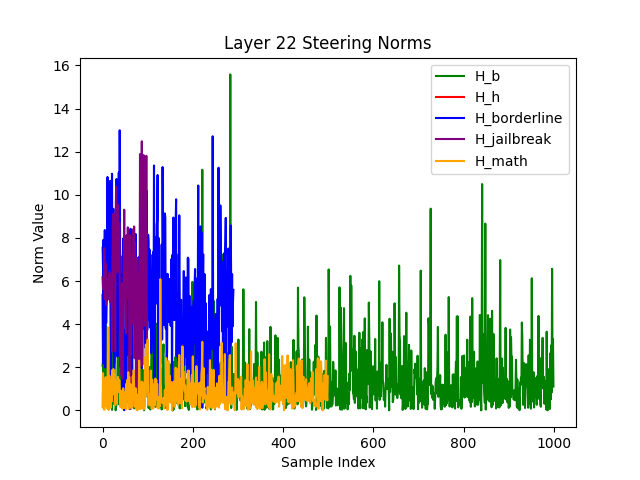 Layer 22 Steering Norms
Norm Value
16
14
12
10
8
6
4
2
0
H_b
H_h
H_borderline
H_jailbreak
H_math
0
200
400
600
800
1000
Sample Index